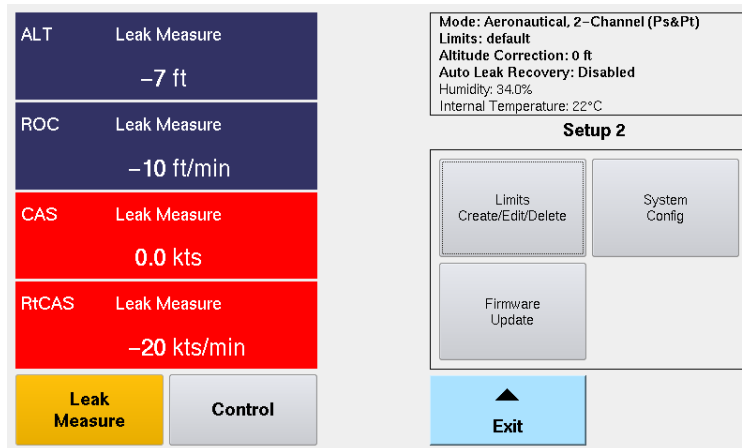 ALT Leak Measure
–7 ft
ROC Leak Measure
–10 ft/min
CAS Leak Measure
0.0 kts
RtCAS Leak Measure
–20 kts/min
Leak
Measure
Control
Mode: Aeronautical, 2–Channel (Ps&Pt)
Limits: default
Altitude Correction: 0 ft
Auto Leak Recovery: Disabled
Humidity: 34.0%
Internal Temperature: 22°C
Setup 2
Limits
Create/Edit/Delete
System
Config
Firmware
Update
Exit